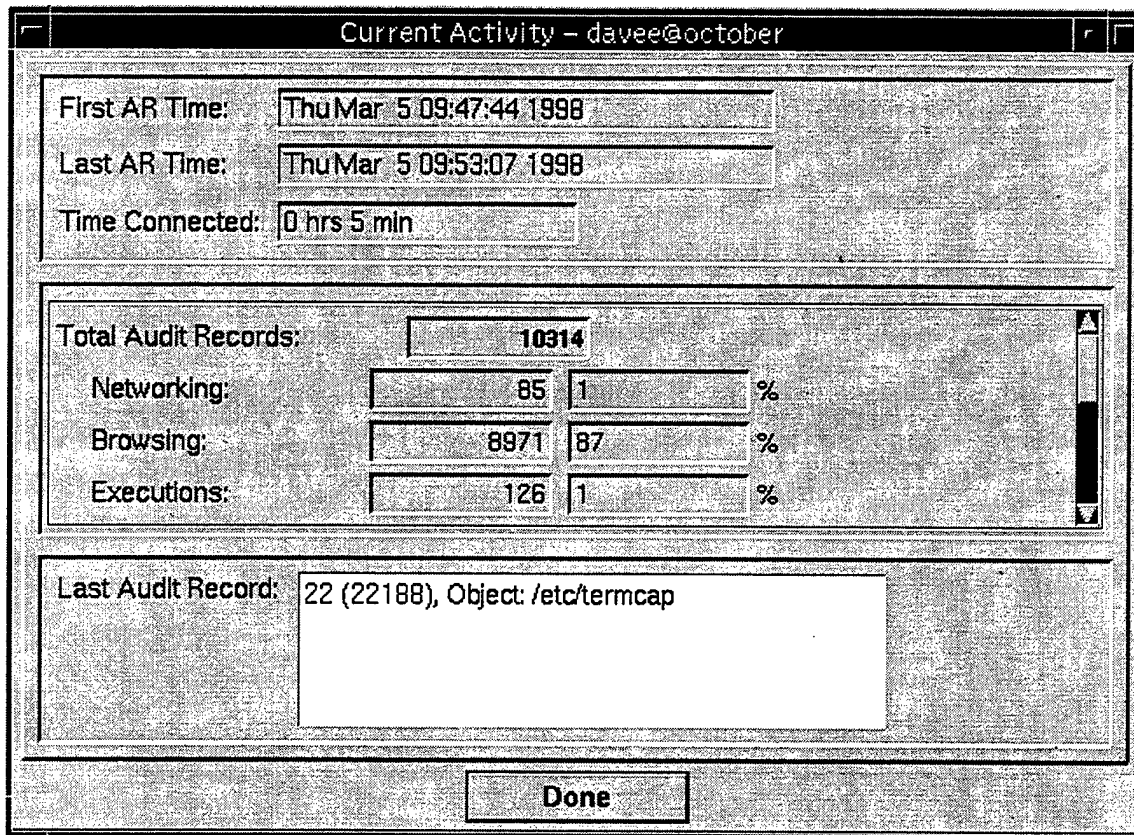 Current Activity – davee@october
First AR Time: Thu Mar 5 09:47:44 1998
Last AR Time: Thu Mar 5 09:53:07 1998
Time Connected: 0 hrs 5 min
Total Audit Records: 10314
Networking: 85 1 %
Browsing: 8971 87 %
Executions: 126 1 %
Last Audit Record: 22 (22188), Object: /etc/termcap
Done